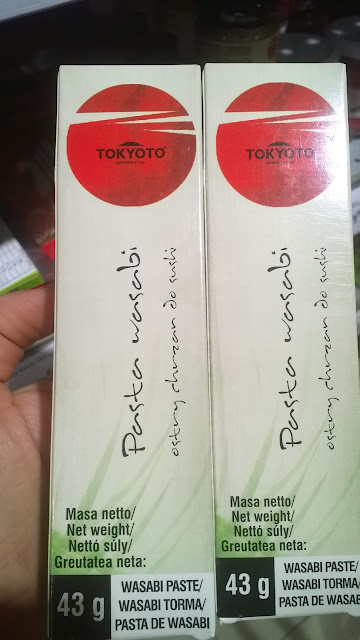 TOKYOTO
Pasta wasabi
ostry chrzan do sushi
Masa netto/
Net weight/
Nettó súly/
Greutatea neta:
43 g
WASABI PASTE/
WASABI TORMA/
PASTA DE WASABI
TOKYOTO
Pasta wasabi
ostry chrzan do sushi
Masa netto/
Net weight/
Nettó súly/
Greutatea neta:
43 g
WASABI PASTE/
WASABI TORMA/
PASTA DE WASABI